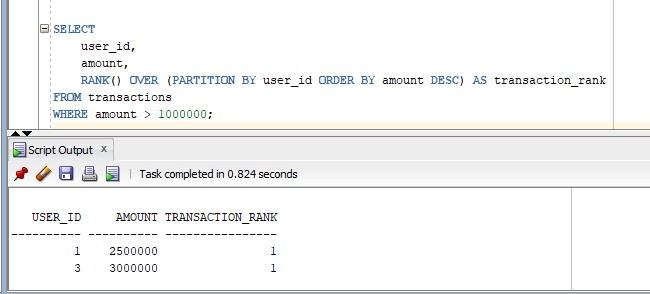 SELECT
user_id,
amount,
RANK() OVER (PARTITION BY user_id ORDER BY amount DESC) AS transaction_rank
FROM transactions
WHERE amount > 1000000;
Script Output x
Task completed in 0.824 seconds
USER_ID AMOUNT TRANSACTION_RANK
---------- ---------- ----------------
1 2500000 1
3 3000000 1